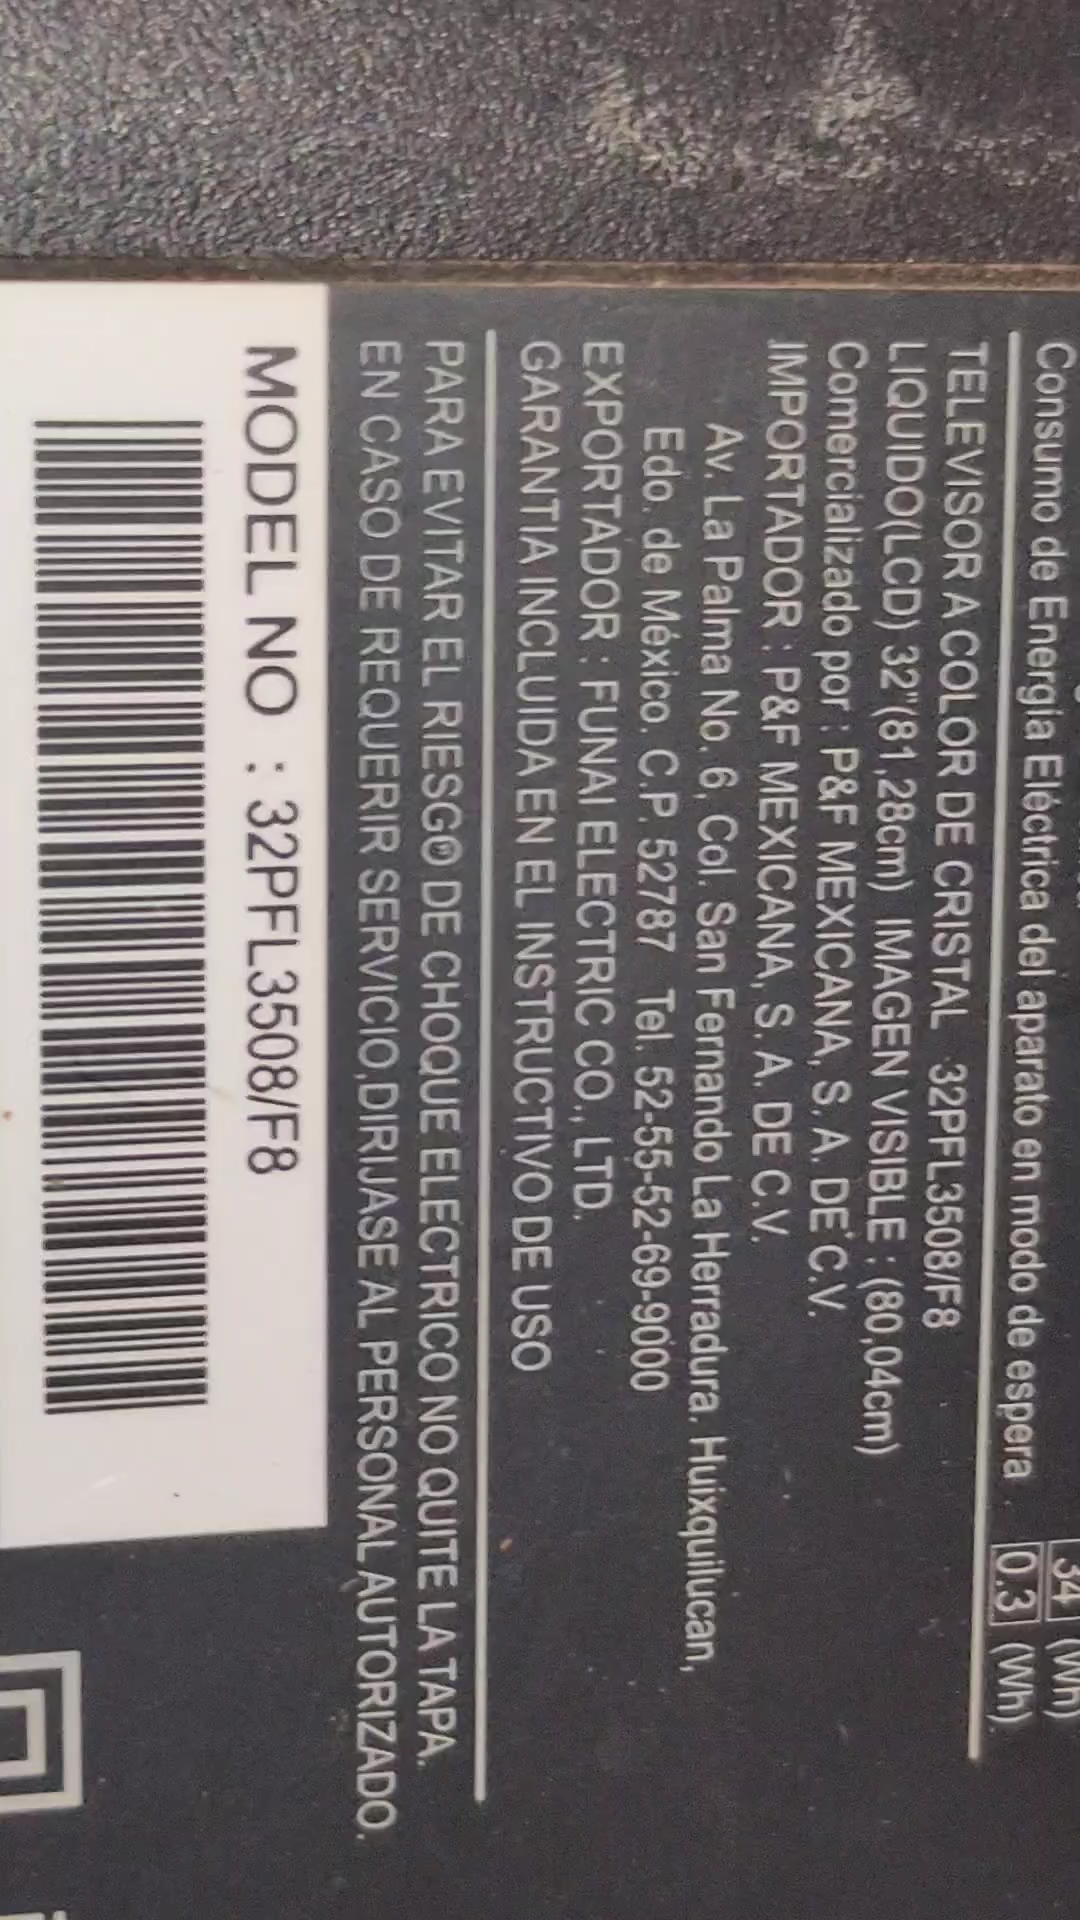 34 (Wh)
Consumo de Energía Eléctrica del aparato en modo de espera 0.3 (Wh)
TELEVISOR A COLOR DE CRISTAL 32PFL3508/F8
LIQUIDO(LCD) 32"(81,28cm) IMAGEN VISIBLE : (80,04cm)
Comercializado por : P&F MEXICANA, S. A. DE C.V.
IMPORTADOR : P&F MEXICANA, S. A. DE C.V.
Av. La Palma No. 6, Col. San Fernando La Herradura. Huixquilucan,
Edo. de México. C.P. 52787 Tel. 52-55-52-69-9000
EXPORTADOR : FUNAI ELECTRIC CO., LTD.
GARANTIA INCLUIDA EN EL INSTRUCTIVO DE USO
PARA EVITAR EL RIESGO DE CHOQUE ELECTRICO NO QUITE LA TAPA.
EN CASO DE REQUERIR SERVICIO,DIRIJASE AL PERSONAL AUTORIZADO.
MODEL NO : 32PFL3508/F8